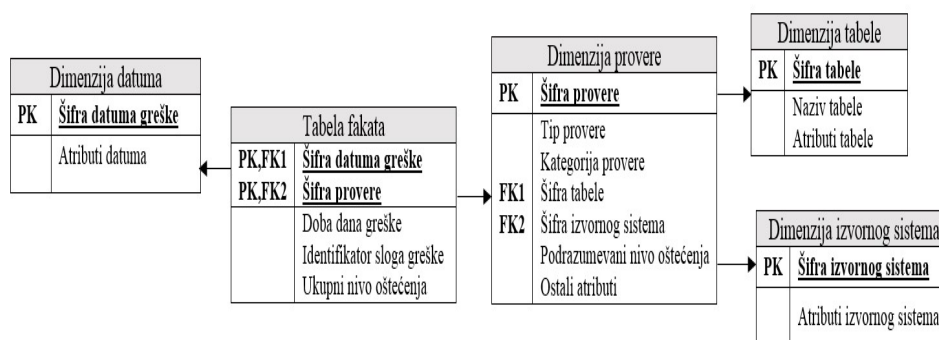 Dimenzija datuma
PK Šifra datuma greške
Atributi datuma
Tabela fakata
PK,FK1 Šifra datuma greške
PK,FK2 Šifra provere
Doba dana greške
Identifikator sloga greške
Ukupni nivo oštećenja
Dimenzija provere
PK Šifra provere
Tip provere
Kategorija provere
FK1 Šifra tabele
FK2 Šifra izvornog sistema
Podrazumevani nivo oštećenja
Ostali atributi
Dimenzija tabele
PK Šifra tabele
Naziv tabele
Atributi tabele
Dimenzija izvornog sistema
PK Šifra izvornog sistema
Atributi izvornog sistema